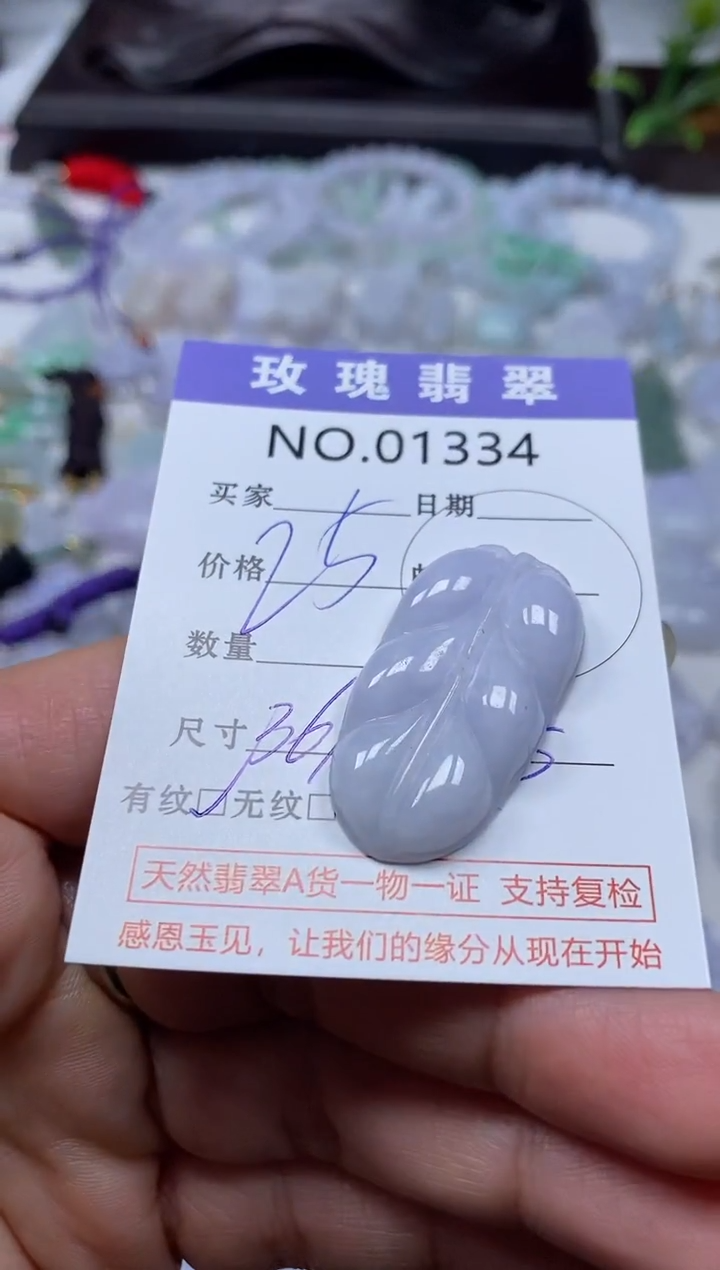 玫瑰翡翠
NO.01334
买家 日期
价格 25
数量
尺寸 36 5
有纹□ 无纹□
天然翡翠A货一物一证 支持复检
感恩玉见，让我们的缘分从现在开始